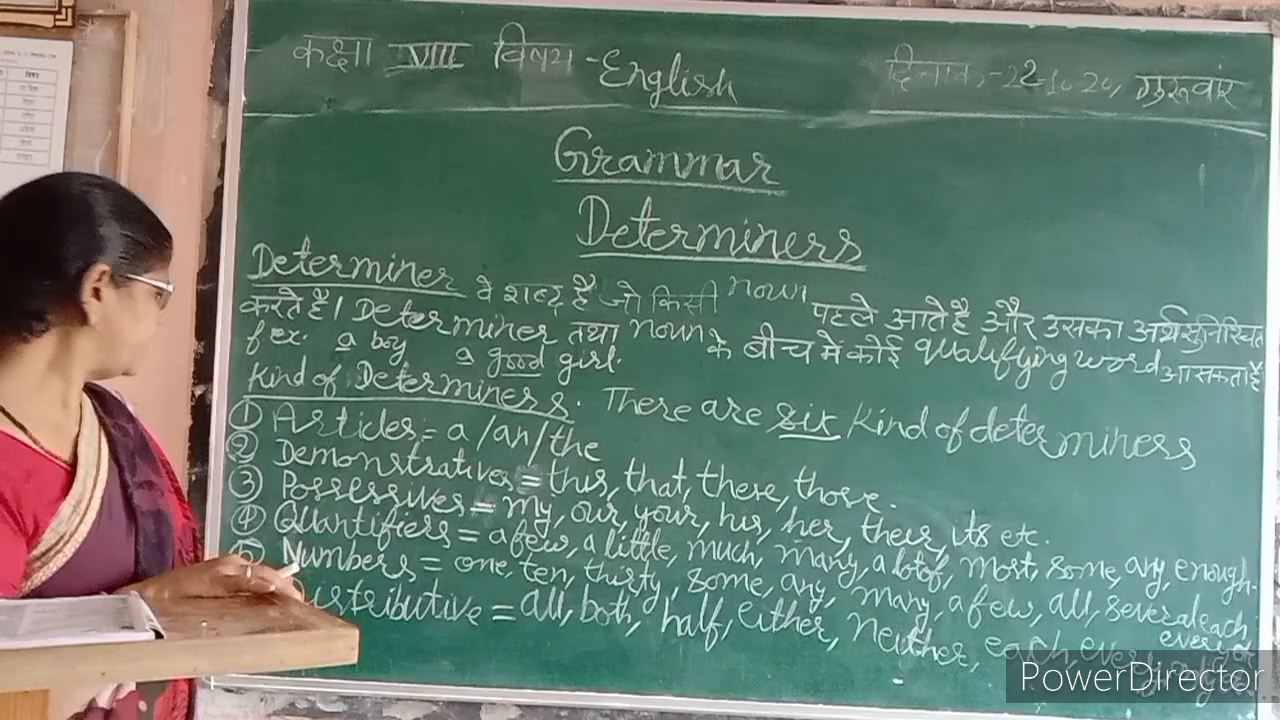 कक्षा VIII विषय - English दिनांक, - 22-10-20, गुरूवार
Grammar
Determiners
Determiner वे शब्द हैं जो किसी noun पहले आते है और उसका अर्थ सुनिश्चित
करते हैं। Determiner तथा noun के बीच में कोई qualifying word आ सकता है
fex. a boy a good girl.
Kind of Determiners. There are six kind of determiners
① Articles = a/an/the
② Demonstratives = this, that, these, those.
③ Possessives = my, our, your, his, her, their, its etc.
④ Quantifiers = a few, a little, much, many, a lot of, most, some, any, enough.
⑤ Numbers = one, ten, thirty, some, any, many, a few, all, several each,
every
istributive = all, both, half, either, neither, each, every
PowerDirector